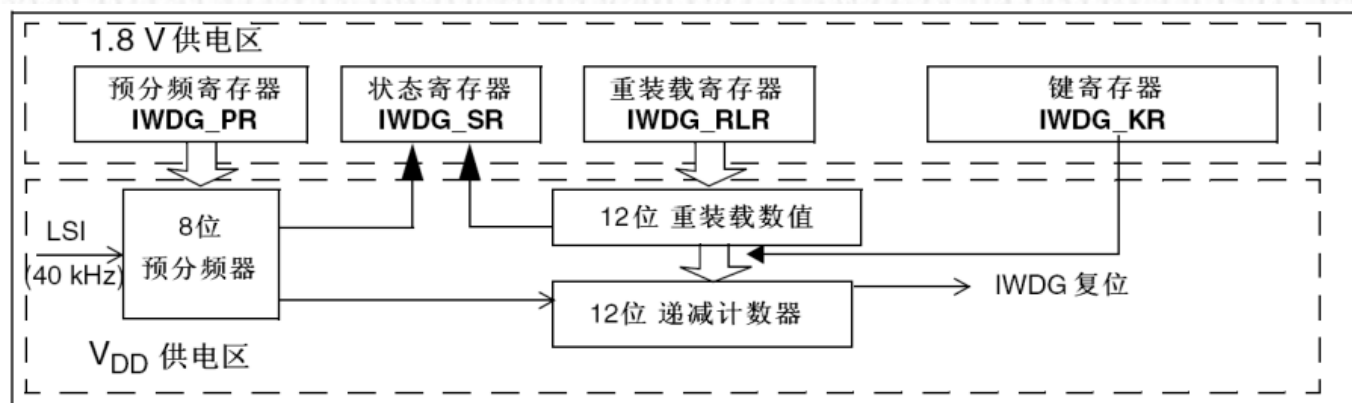 1.8 V 供电区
预分频寄存器
IWDG_PR
状态寄存器
IWDG_SR
重装载寄存器
IWDG_RLR
键寄存器
IWDG_KR
LSI
(40 kHz)
8位
预分频器
12位 重装载数值
12位 递减计数器
IWDG 复位
VDD 供电区